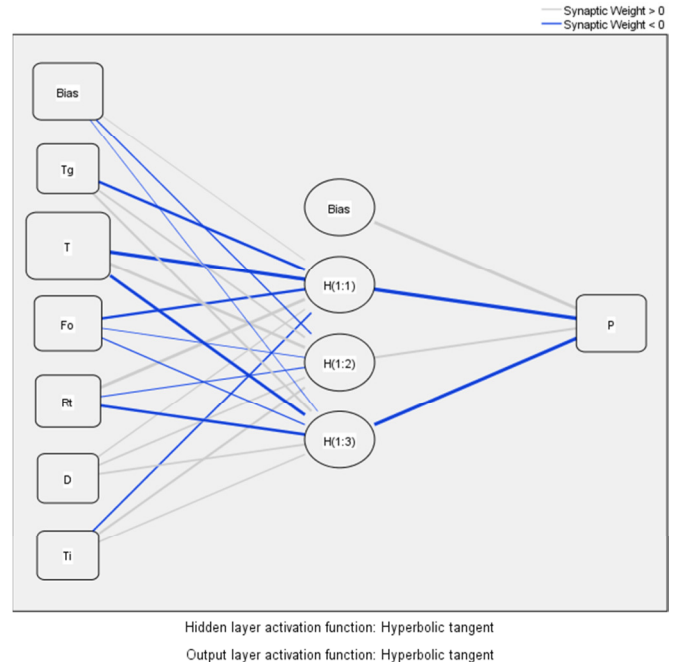 Synaptic Weight > 0
Synaptic Weight < 0
Bias
Tg
T
Fo
Rt
D
Ti
Bias
H(1:1)
H(1:2)
H(1:3)
P
Hidden layer activation function: Hyperbolic tangent
Output layer activation function: Hyperbolic tangent